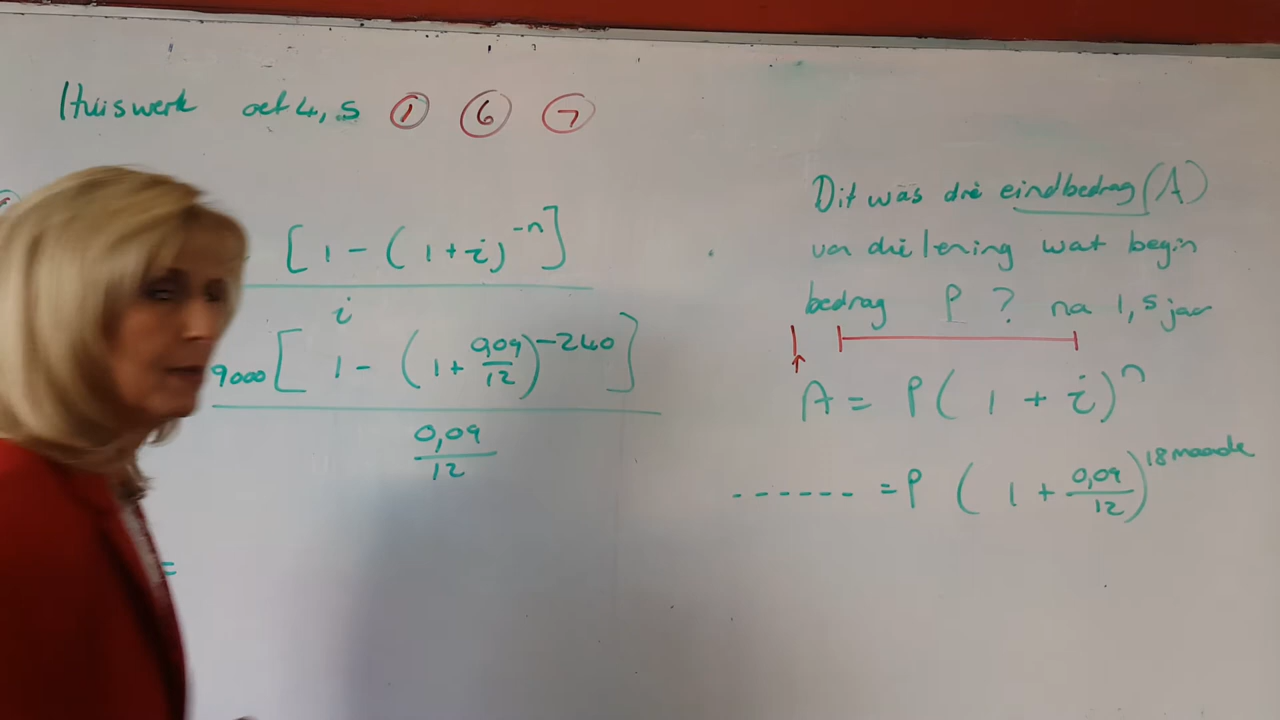 Huiswerk oef 4,5 ① ⑥ ⑦
[ 1 - ( 1 + i )^-n ]
i
9000 [ 1 - ( 1 + 0,09/12 )^-240 ]
0,09
12
=
Dit was die eindbedrag (A)
van die lening wat begin
bedrag P ? na 1,5 jaar
A = P ( 1 + i )^n
------ = P ( 1 + 0,09/12 )^18 maande